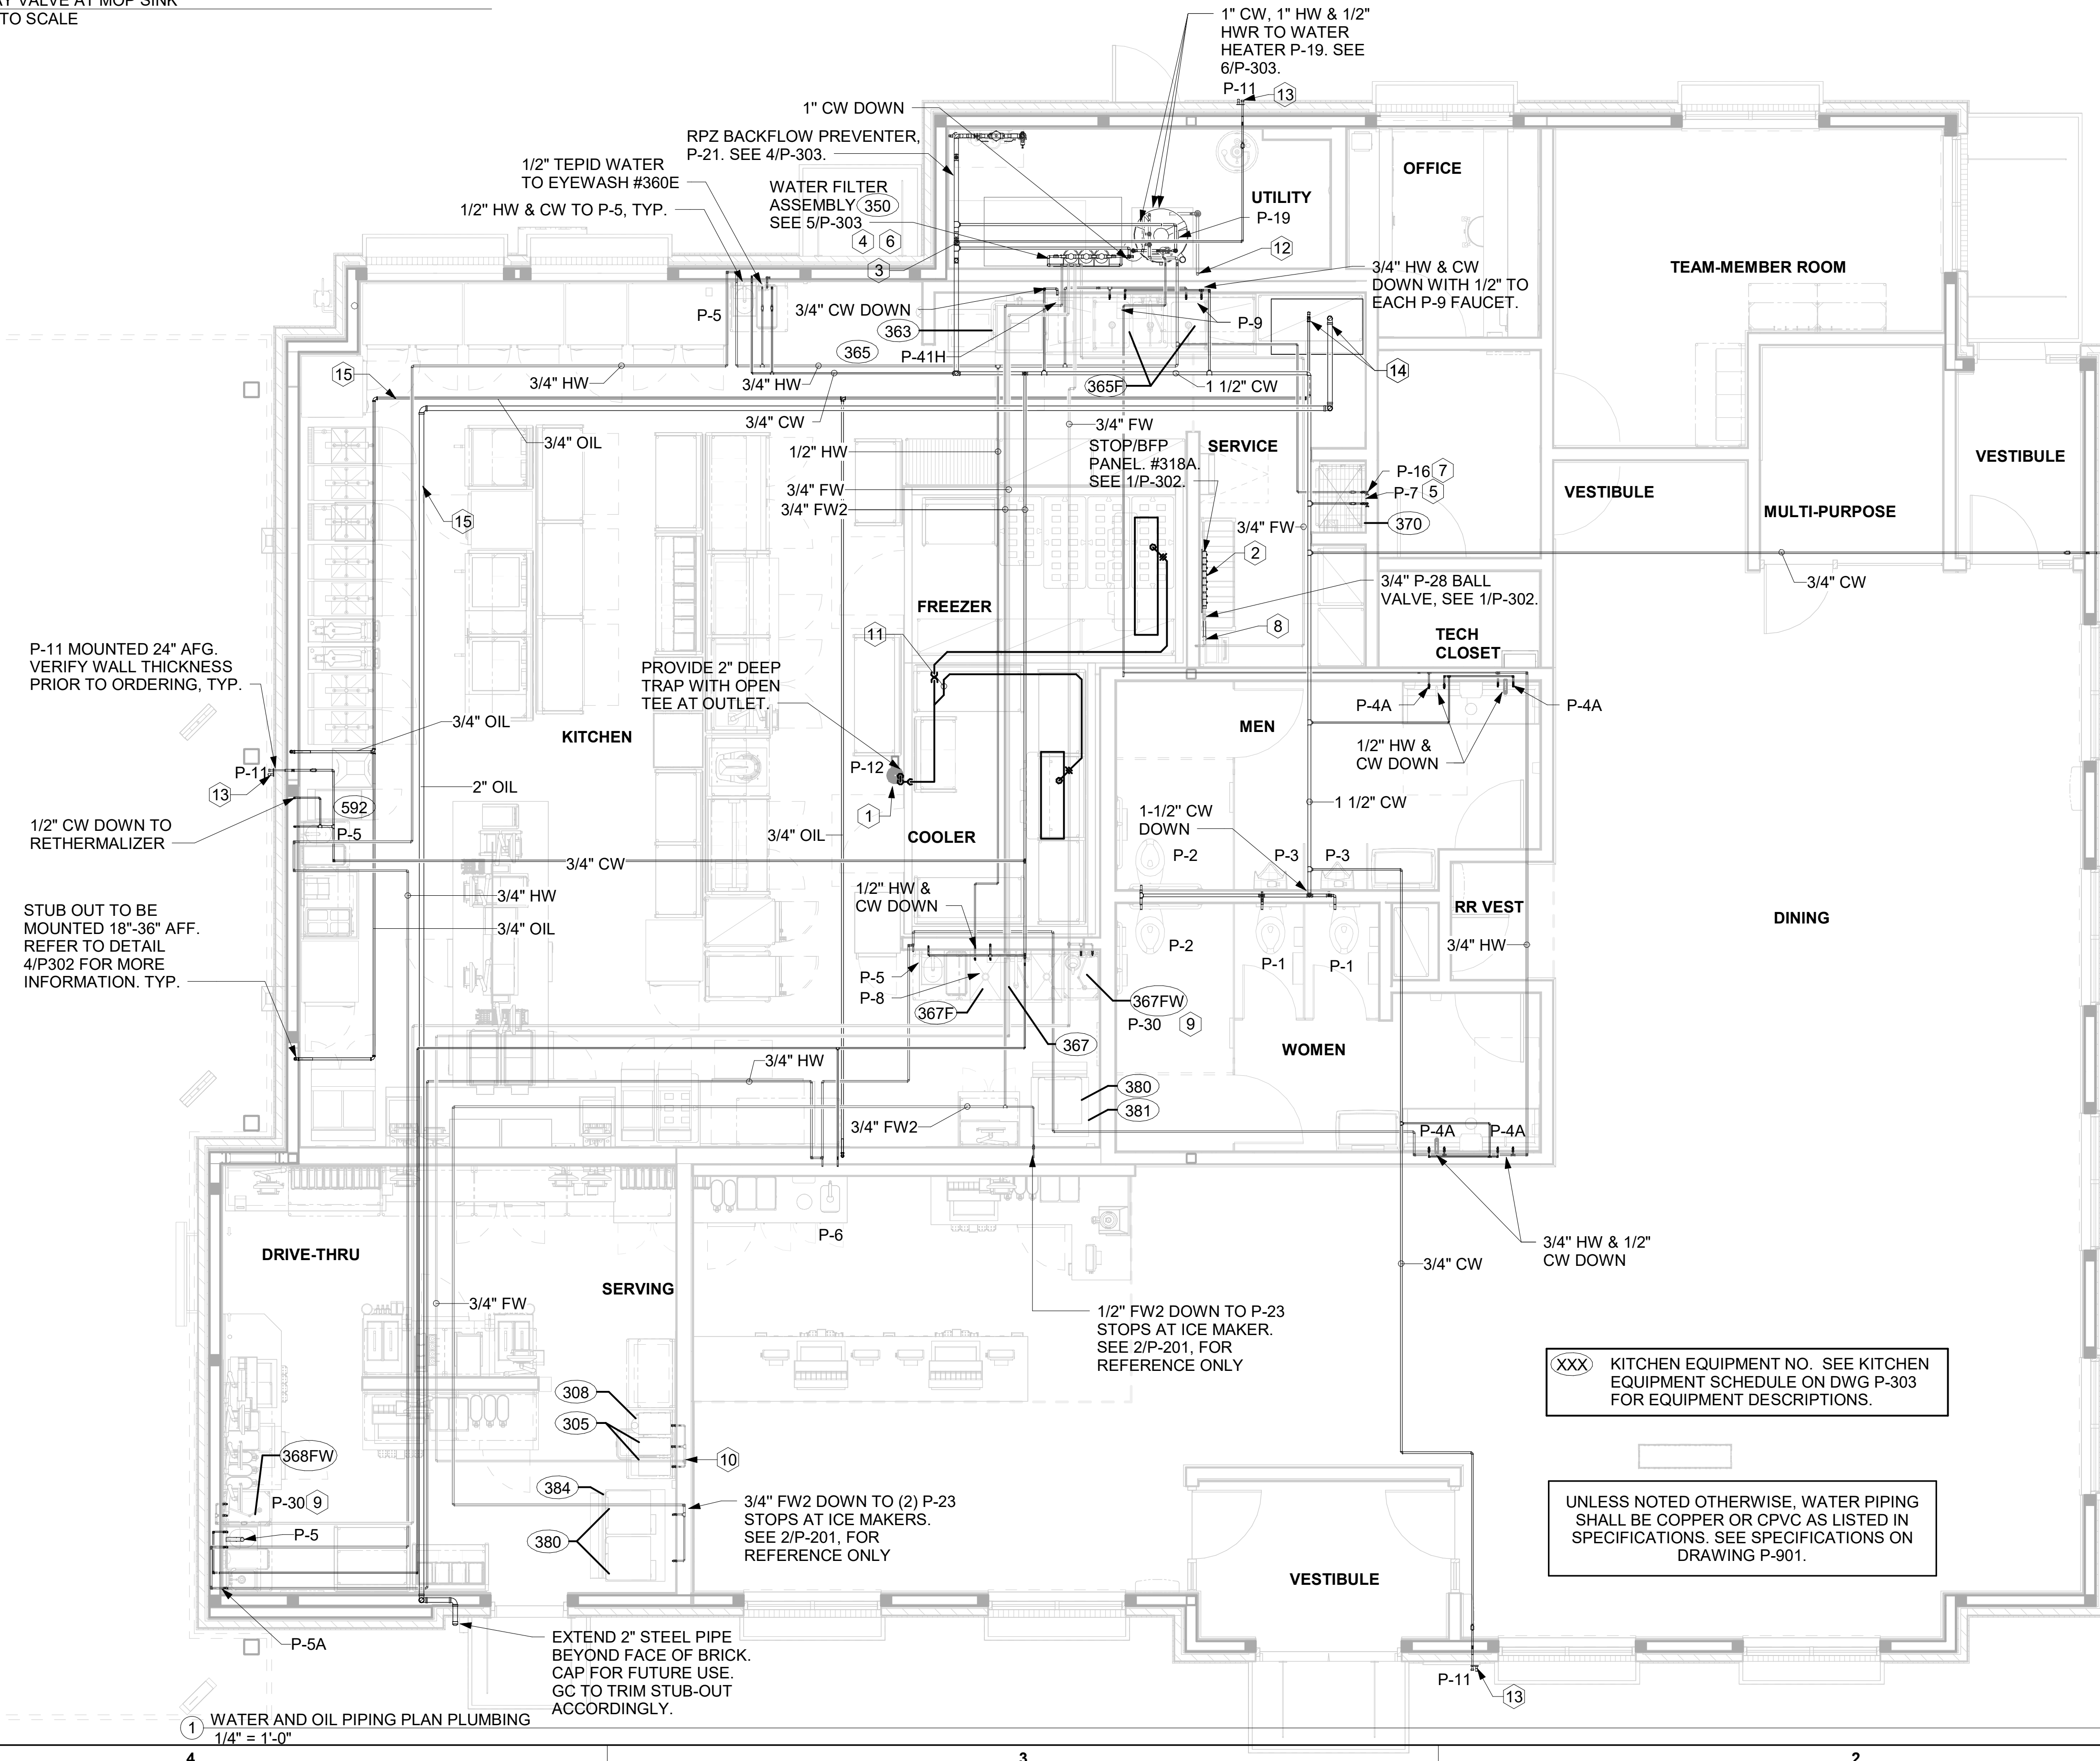 AY VALVE AT MOP SINK
TO SCALE
1" CW, 1" HW & 1/2"
HWR TO WATER
HEATER P-19. SEE
6/P-303.
P-11
13
1" CW DOWN
RPZ BACKFLOW PREVENTER,
P-21. SEE 4/P-303.
1/2" TEPID WATER
TO EYEWASH #360E
1/2" HW & CW TO P-5, TYP.
WATER FILTER
ASSEMBLY 350
SEE 5/P-303
4 6
3
UTILITY
P-19
12
OFFICE
TEAM-MEMBER ROOM
3/4" HW & CW
DOWN WITH 1/2" TO
EACH P-9 FAUCET.
P-5
3/4" CW DOWN
363
365
P-41H
P-9
365F
14
15
3/4" HW
3/4" HW
1 1/2" CW
3/4" CW
3/4" OIL
3/4" FW
1/2" HW
STOP/BFP
PANEL. #318A.
SEE 1/P-302.
SERVICE
VESTIBULE
3/4" FW
3/4" FW2
P-16 7
P-7 5
370
VESTIBULE
MULTI-PURPOSE
15
3/4" FW
2
3/4" CW
3/4" P-28 BALL
VALVE, SEE 1/P-302.
FREEZER
8
11
TECH
CLOSET
P-11 MOUNTED 24" AFG.
VERIFY WALL THICKNESS
PRIOR TO ORDERING, TYP.
PROVIDE 2" DEEP
TRAP WITH OPEN
TEE AT OUTLET.
3/4" OIL
KITCHEN
MEN
P-4A
P-4A
1/2" HW &
CW DOWN
P-11
13
P-12
2" OIL
592
1
1/2" CW DOWN TO
RETHERMALIZER
P-5
3/4" OIL
COOLER
1-1/2" CW
DOWN
1 1/2" CW
P-2
P-3
P-3
3/4" CW
3/4" HW
1/2" HW &
CW DOWN
STUB OUT TO BE
MOUNTED 18"-36" AFF.
REFER TO DETAIL
4/P302 FOR MORE
INFORMATION. TYP.
3/4" OIL
RR VEST
DINING
3/4" HW
P-2
P-1
P-1
P-5
P-8
367F
367FW
P-30 9
367
WOMEN
3/4" HW
380
381
3/4" FW2
P-4A
P-4A
P-6
DRIVE-THRU
3/4" HW & 1/2"
CW DOWN
3/4" CW
SERVING
3/4" FW
1/2" FW2 DOWN TO P-23
STOPS AT ICE MAKER.
SEE 2/P-201, FOR
REFERENCE ONLY
XXX KITCHEN EQUIPMENT NO. SEE KITCHEN
EQUIPMENT SCHEDULE ON DWG P-303
FOR EQUIPMENT DESCRIPTIONS.
308
305
10
368FW
384
P-30 9
3/4" FW2 DOWN TO (2) P-23
STOPS AT ICE MAKERS.
SEE 2/P-201, FOR
REFERENCE ONLY
P-5
380
UNLESS NOTED OTHERWISE, WATER PIPING
SHALL BE COPPER OR CPVC AS LISTED IN
SPECIFICATIONS. SEE SPECIFICATIONS ON
DRAWING P-901.
VESTIBULE
P-5A
EXTEND 2" STEEL PIPE
BEYOND FACE OF BRICK.
CAP FOR FUTURE USE.
GC TO TRIM STUB-OUT
ACCORDINGLY.
P-11
13
1 WATER AND OIL PIPING PLAN PLUMBING
1/4" = 1'-0"
4
3
2